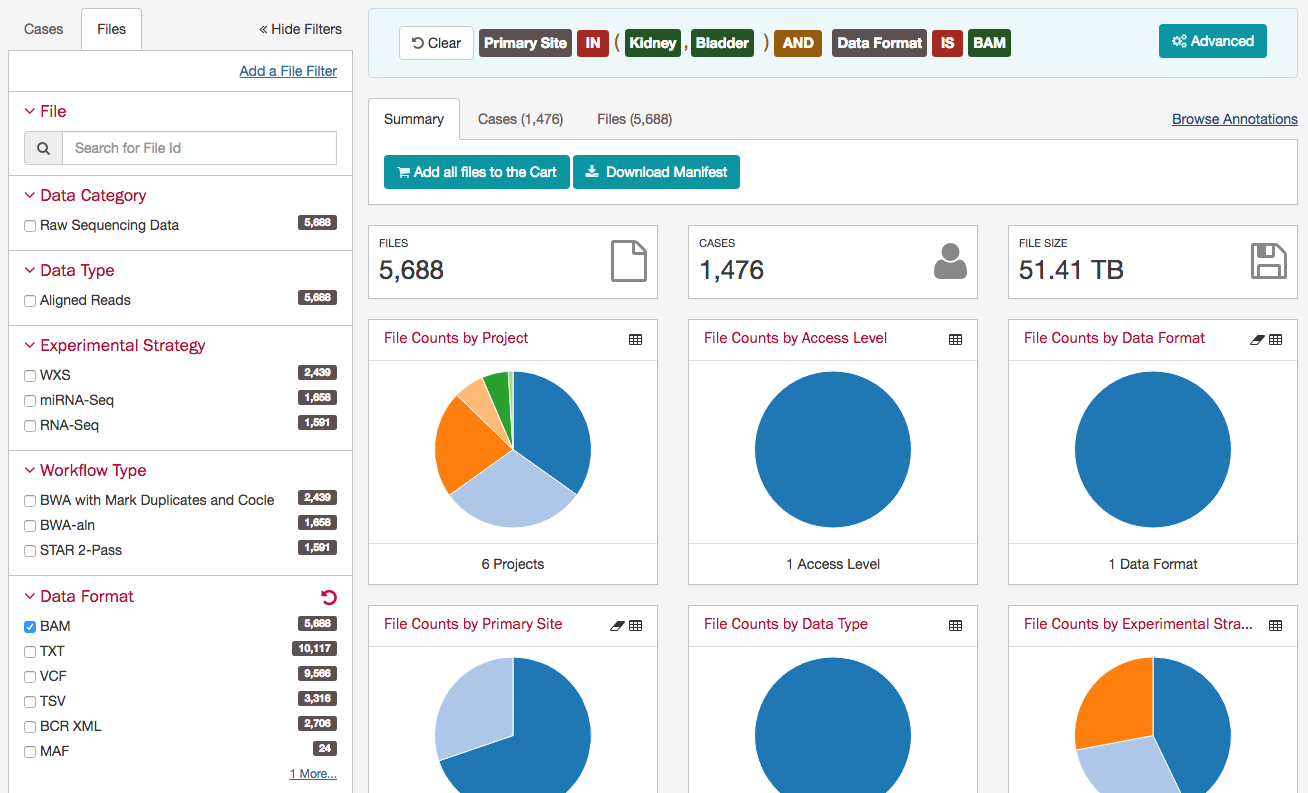 Cases
Files
« Hide Filters
Add a File Filter
File
Search for File Id
Data Category
Raw Sequencing Data 5,688
Data Type
Aligned Reads 5,688
Experimental Strategy
WXS 2,439
miRNA-Seq 1,658
RNA-Seq 1,591
Workflow Type
BWA with Mark Duplicates and Cocle 2,439
BWA-aln 1,658
STAR 2-Pass 1,591
Data Format
BAM 5,688
TXT 10,117
VCF 9,566
TSV 3,316
BCR XML 2,706
MAF 24
1 More...
Clear Primary Site IN ( Kidney , Bladder ) AND Data Format IS BAM
Advanced
Summary
Cases (1,476)
Files (5,688)
Browse Annotations
Add all files to the Cart
Download Manifest
FILES
5,688
CASES
1,476
FILE SIZE
51.41 TB
File Counts by Project
6 Projects
File Counts by Access Level
1 Access Level
File Counts by Data Format
1 Data Format
File Counts by Primary Site
File Counts by Data Type
File Counts by Experimental Stra...